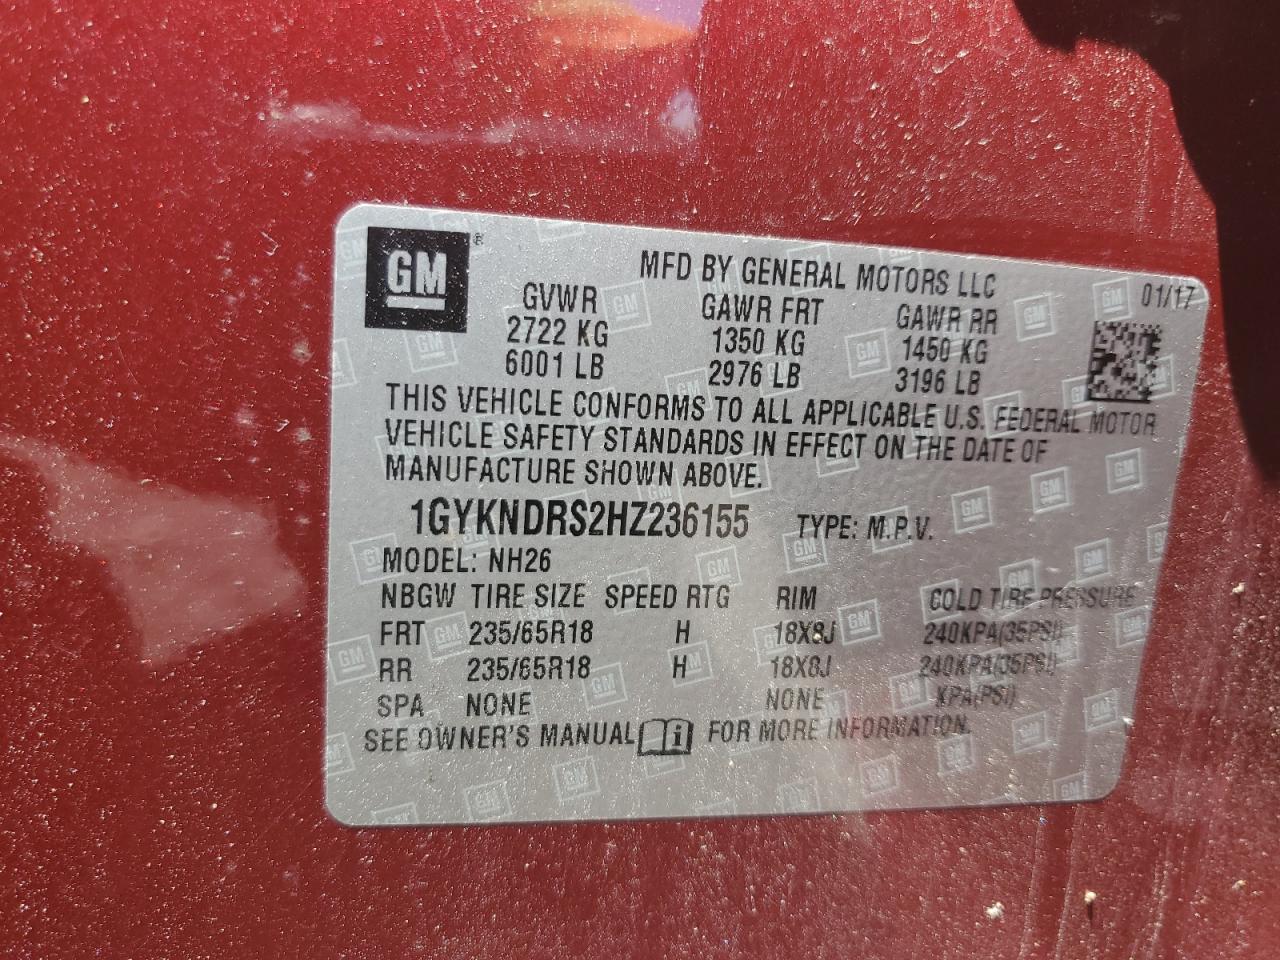 GM ®
MFD BY GENERAL MOTORS LLC
01/17
GVWR GAWR FRT GAWR RR
2722 KG 1350 KG 1450 KG
6001 LB 2976 LB 3196 LB
THIS VEHICLE CONFORMS TO ALL APPLICABLE U.S. FEDERAL MOTOR
VEHICLE SAFETY STANDARDS IN EFFECT ON THE DATE OF
MANUFACTURE SHOWN ABOVE.
1GYKNDRS2HZ236155 TYPE: M.P.V.
MODEL: NH26
NBGW TIRE SIZE SPEED RTG RIM COLD TIRE PRESSURE
FRT 235/65R18 H 18X8J 240KPA(35PSI)
RR 235/65R18 H 18X8J 240KPA(35PSI)
SPA NONE NONE KPA(PSI)
SEE OWNER'S MANUAL i FOR MORE INFORMATION.